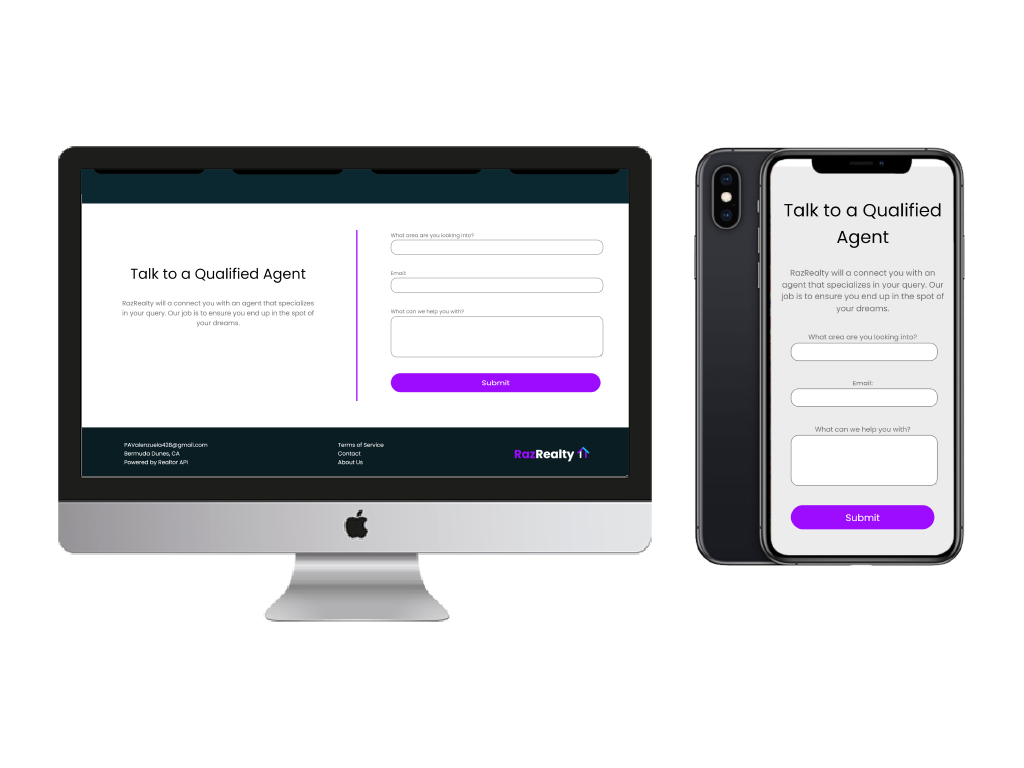 Talk to a Qualified Agent
RazRealty will a connect you with an agent that specializes
in your query. Our job is to ensure you end up in the spot of
your dreams.
What area are you looking into?
Email:
What can we help you with?
Submit
PAValenzuela428@gmail.com
Bermuda Dunes, CA
Powered by Realtor API
Terms of Service
Contact
About Us
RazRealty
Talk to a Qualified
Agent
RazRealty will a connect you with an
agent that specializes in your query. Our
job is to ensure you end up in the spot of
your dreams.
What area are you looking into?
Email:
What can we help you with?
Submit